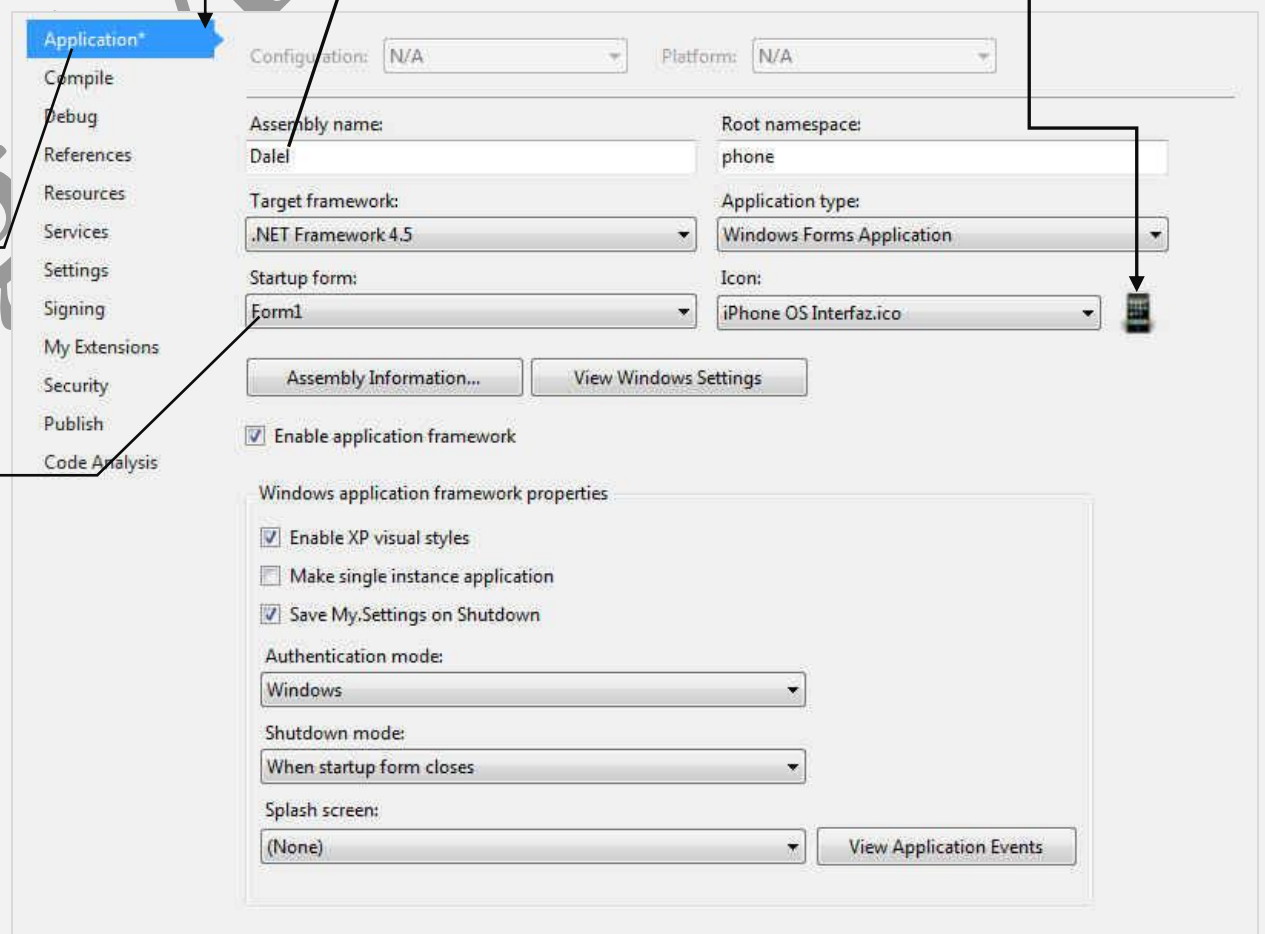 Application*
Compile
Debug
References
Resources
Services
Settings
Signing
My Extensions
Security
Publish
Code Analysis
Configuration: N/A Platform: N/A
Assembly name: Root namespace:
Dalel phone
Target framework: Application type:
.NET Framework 4.5 Windows Forms Application
Startup form: Icon:
Form1 iPhone OS Interfaz.ico
Assembly Information... View Windows Settings
Enable application framework
Windows application framework properties
Enable XP visual styles
Make single instance application
Save My.Settings on Shutdown
Authentication mode:
Windows
Shutdown mode:
When startup form closes
Splash screen:
(None) View Application Events